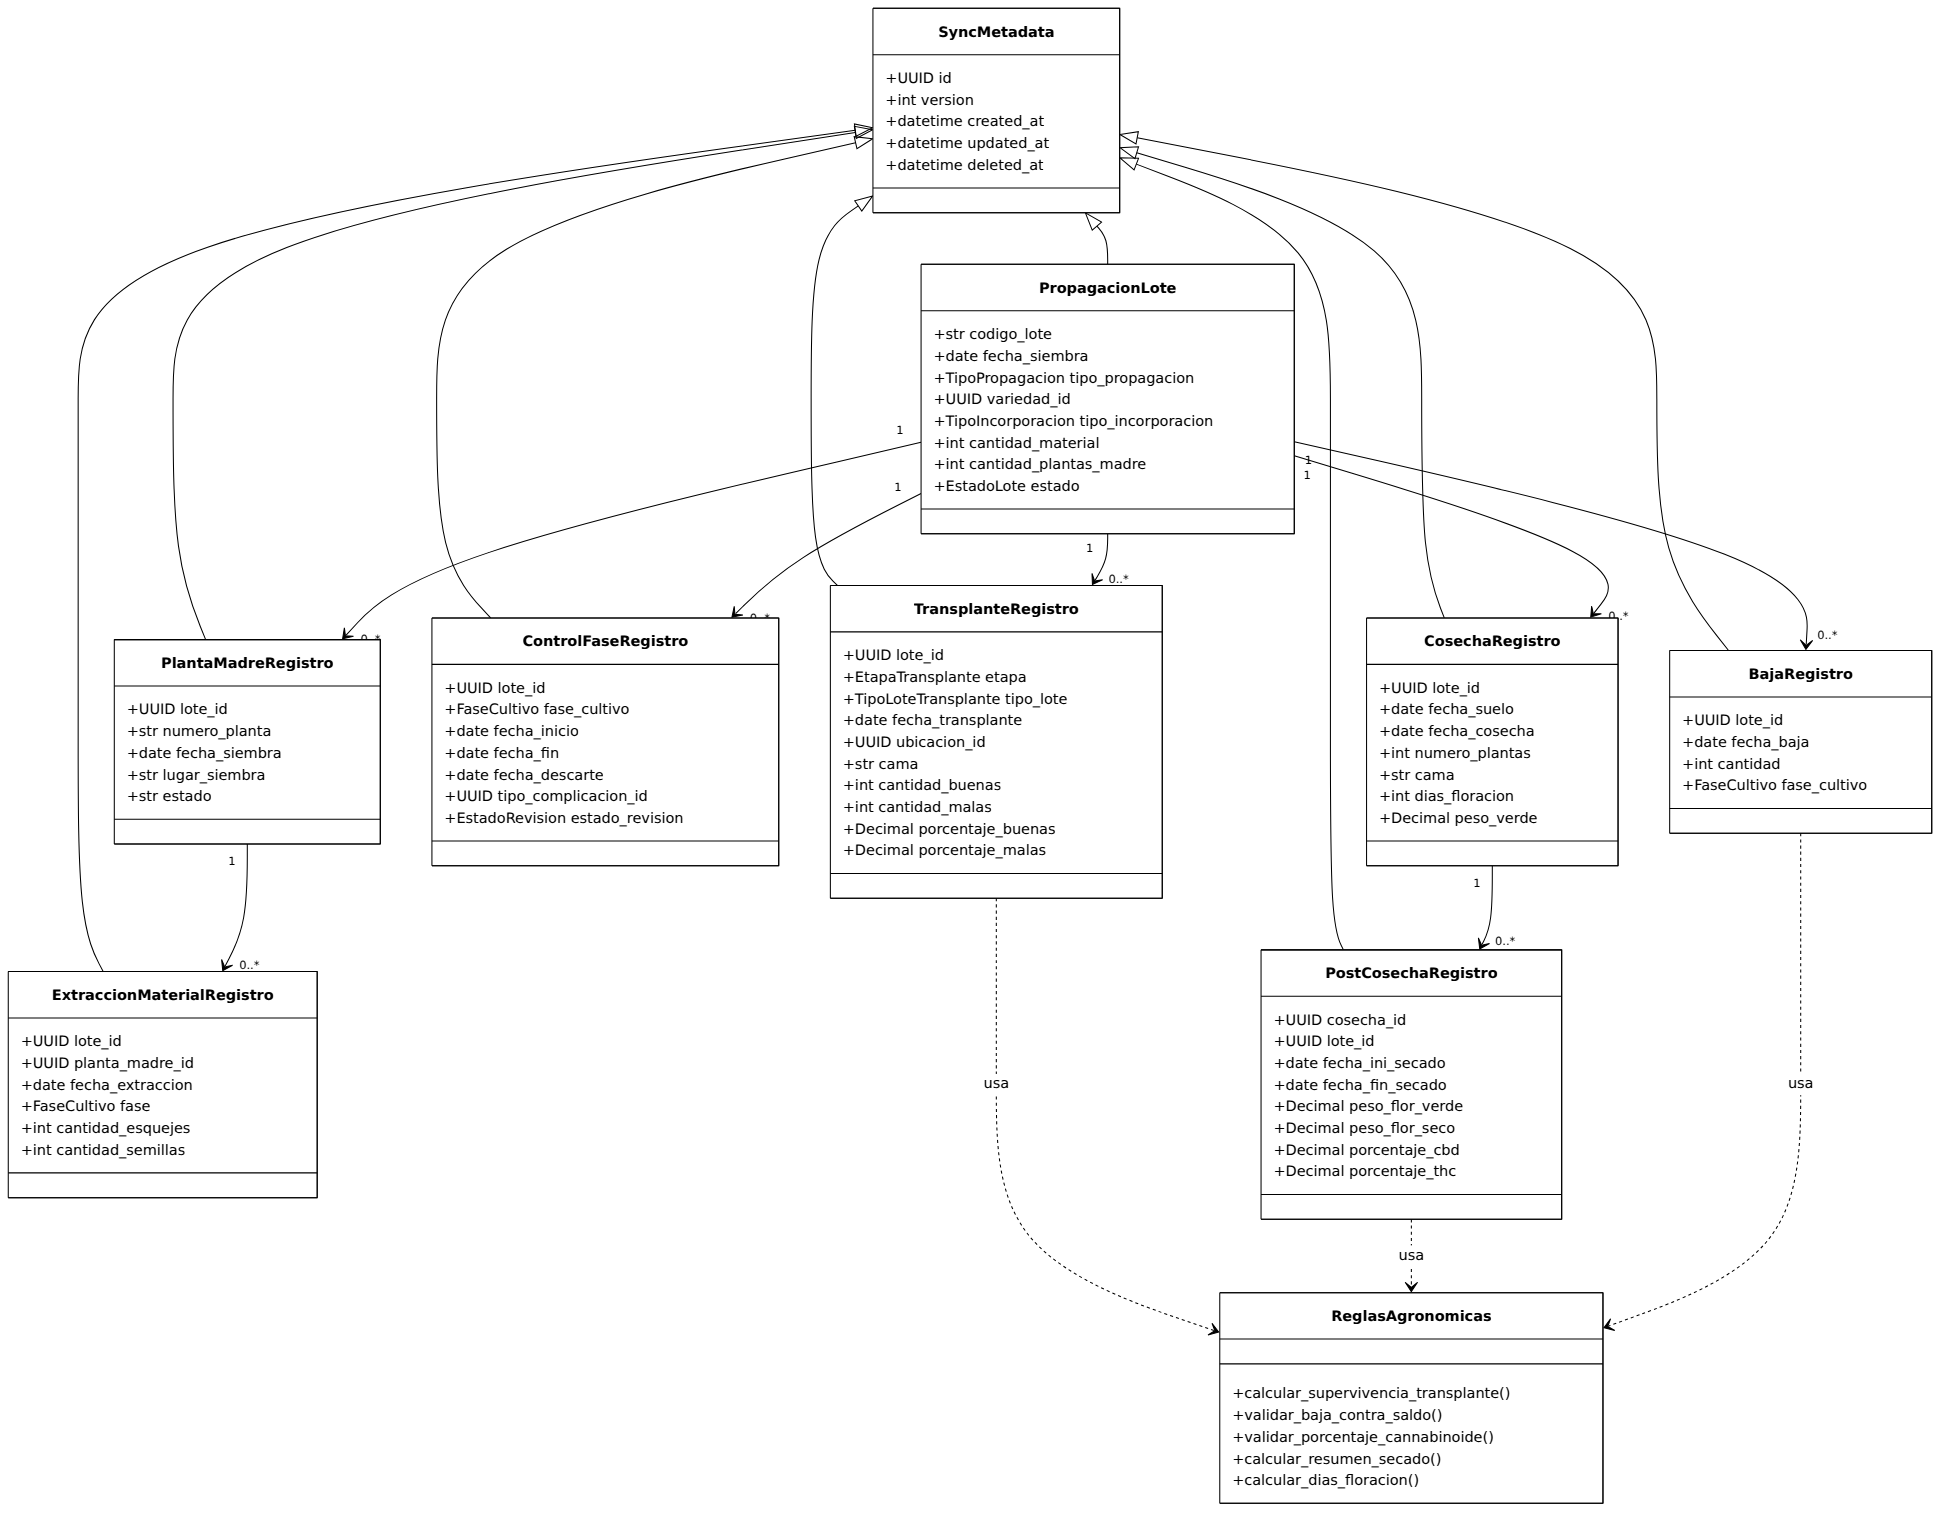 SyncMetadata
+UUID id
+int version
+datetime created_at
+datetime updated_at
+datetime deleted_at
PropagacionLote
+str codigo_lote
+date fecha_siembra
+TipoPropagacion tipo_propagacion
+UUID variedad_id
+TipoIncorporacion tipo_incorporacion
+int cantidad_material
+int cantidad_plantas_madre
+EstadoLote estado
1
1
1
1
1
0..*
0..*
0..*
0..*
0..*
PlantaMadreRegistro
+UUID lote_id
+str numero_planta
+date fecha_siembra
+str lugar_siembra
+str estado
ControlFaseRegistro
+UUID lote_id
+FaseCultivo fase_cultivo
+date fecha_inicio
+date fecha_fin
+date fecha_descarte
+UUID tipo_complicacion_id
+EstadoRevision estado_revision
TransplanteRegistro
+UUID lote_id
+EtapaTransplante etapa
+TipoLoteTransplante tipo_lote
+date fecha_transplante
+UUID ubicacion_id
+str cama
+int cantidad_buenas
+int cantidad_malas
+Decimal porcentaje_buenas
+Decimal porcentaje_malas
CosechaRegistro
+UUID lote_id
+date fecha_suelo
+date fecha_cosecha
+int numero_plantas
+str cama
+int dias_floracion
+Decimal peso_verde
BajaRegistro
+UUID lote_id
+date fecha_baja
+int cantidad
+FaseCultivo fase_cultivo
1
0..*
1
0..*
ExtraccionMaterialRegistro
+UUID lote_id
+UUID planta_madre_id
+date fecha_extraccion
+FaseCultivo fase
+int cantidad_esquejes
+int cantidad_semillas
PostCosechaRegistro
+UUID cosecha_id
+UUID lote_id
+date fecha_ini_secado
+date fecha_fin_secado
+Decimal peso_flor_verde
+Decimal peso_flor_seco
+Decimal porcentaje_cbd
+Decimal porcentaje_thc
usa
usa
usa
ReglasAgronomicas
+calcular_supervivencia_transplante()
+validar_baja_contra_saldo()
+validar_porcentaje_cannabinoide()
+calcular_resumen_secado()
+calcular_dias_floracion()